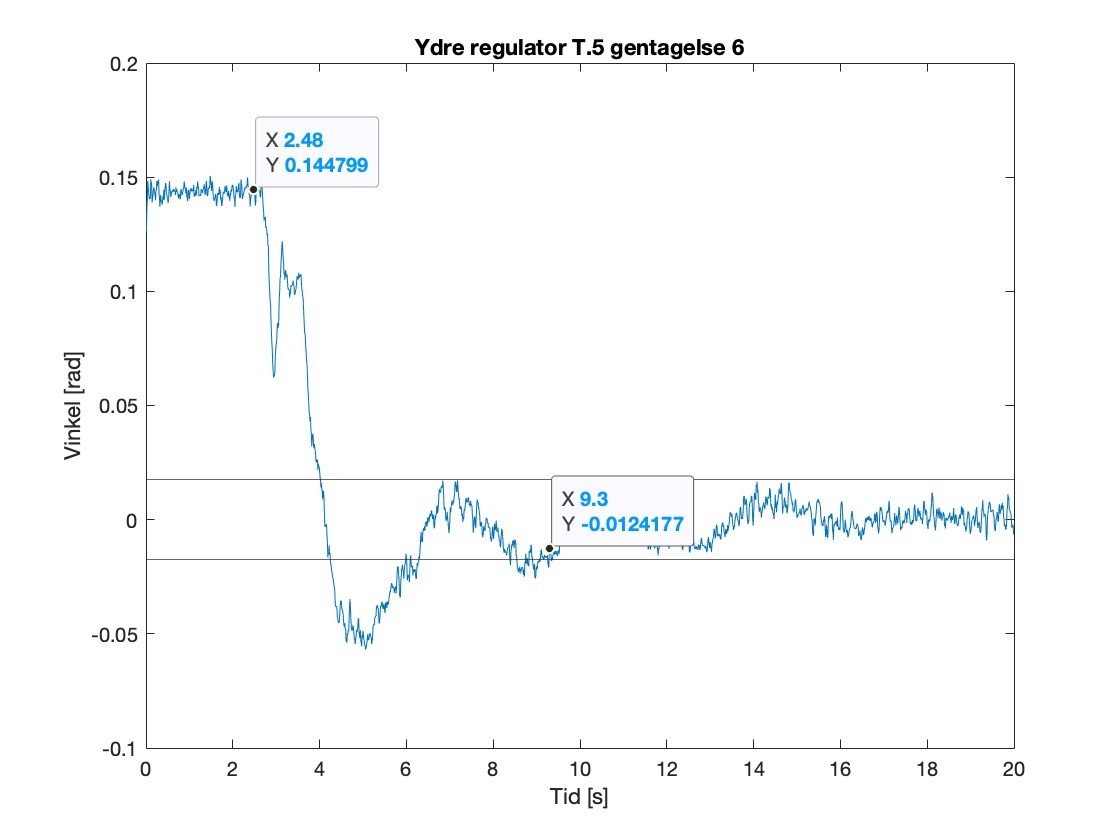 Ydre regulator T.5 gentagelse 6
0.2
0.15
0.1
0.05
0
-0.05
-0.1
Vinkel [rad]
X 2.48
Y 0.144799
X 9.3
Y -0.0124177
0 2 4 6 8 10 12 14 16 18 20
Tid [s]